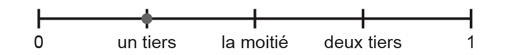 0 un tiers la moitié deux tiers 1